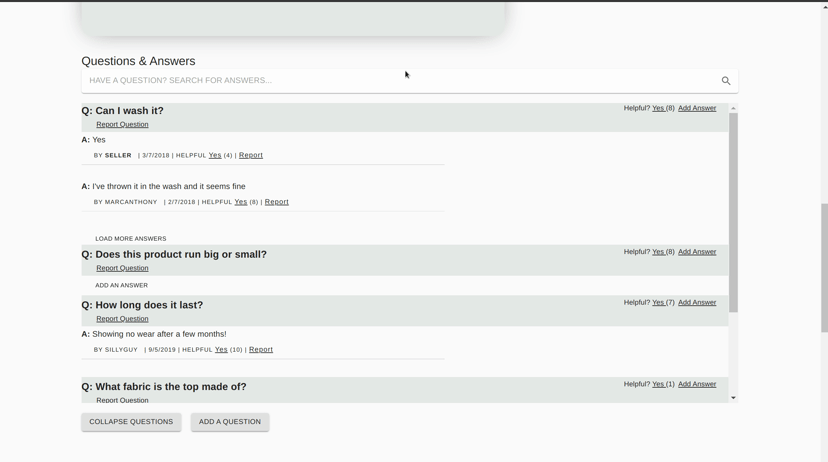 Questions & Answers
HAVE A QUESTION? SEARCH FOR ANSWERS...
Q: Can I wash it? Helpful? Yes (8) Add Answer
Report Question
A: Yes
BY SELLER | 3/7/2018 | HELPFUL Yes (4) | Report
A: I've thrown it in the wash and it seems fine
BY MARCANTHONY | 2/7/2018 | HELPFUL Yes (8) | Report
LOAD MORE ANSWERS
Q: Does this product run big or small? Helpful? Yes (8) Add Answer
Report Question
ADD AN ANSWER
Q: How long does it last? Helpful? Yes (7) Add Answer
Report Question
A: Showing no wear after a few months!
BY SILLYGUY | 9/5/2019 | HELPFUL Yes (10) | Report
Q: What fabric is the top made of? Helpful? Yes (1) Add Answer
Report Question
COLLAPSE QUESTIONS ADD A QUESTION